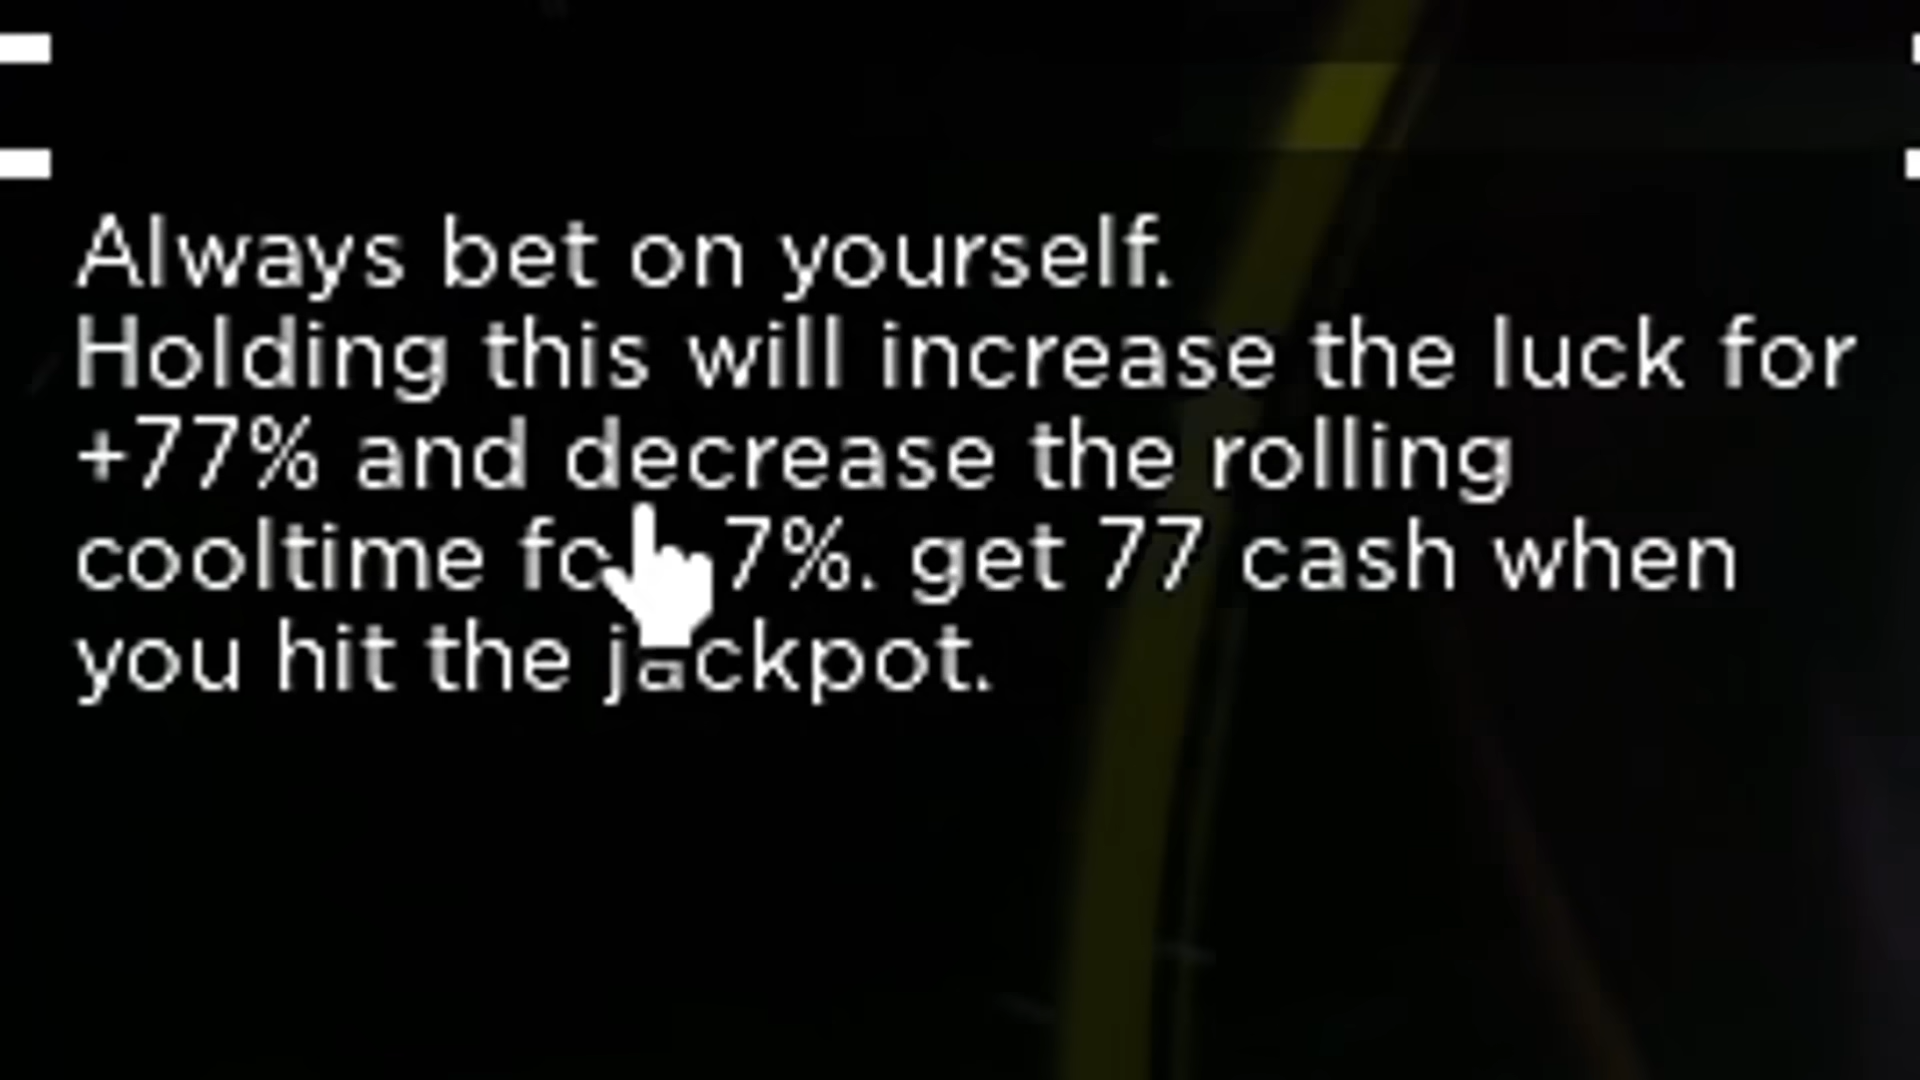 Always bet on yourself.
Holding this will increase the luck for
+77% and decrease the rolling
cooltime 7%. get 77 cash when
you hit the jackpot.